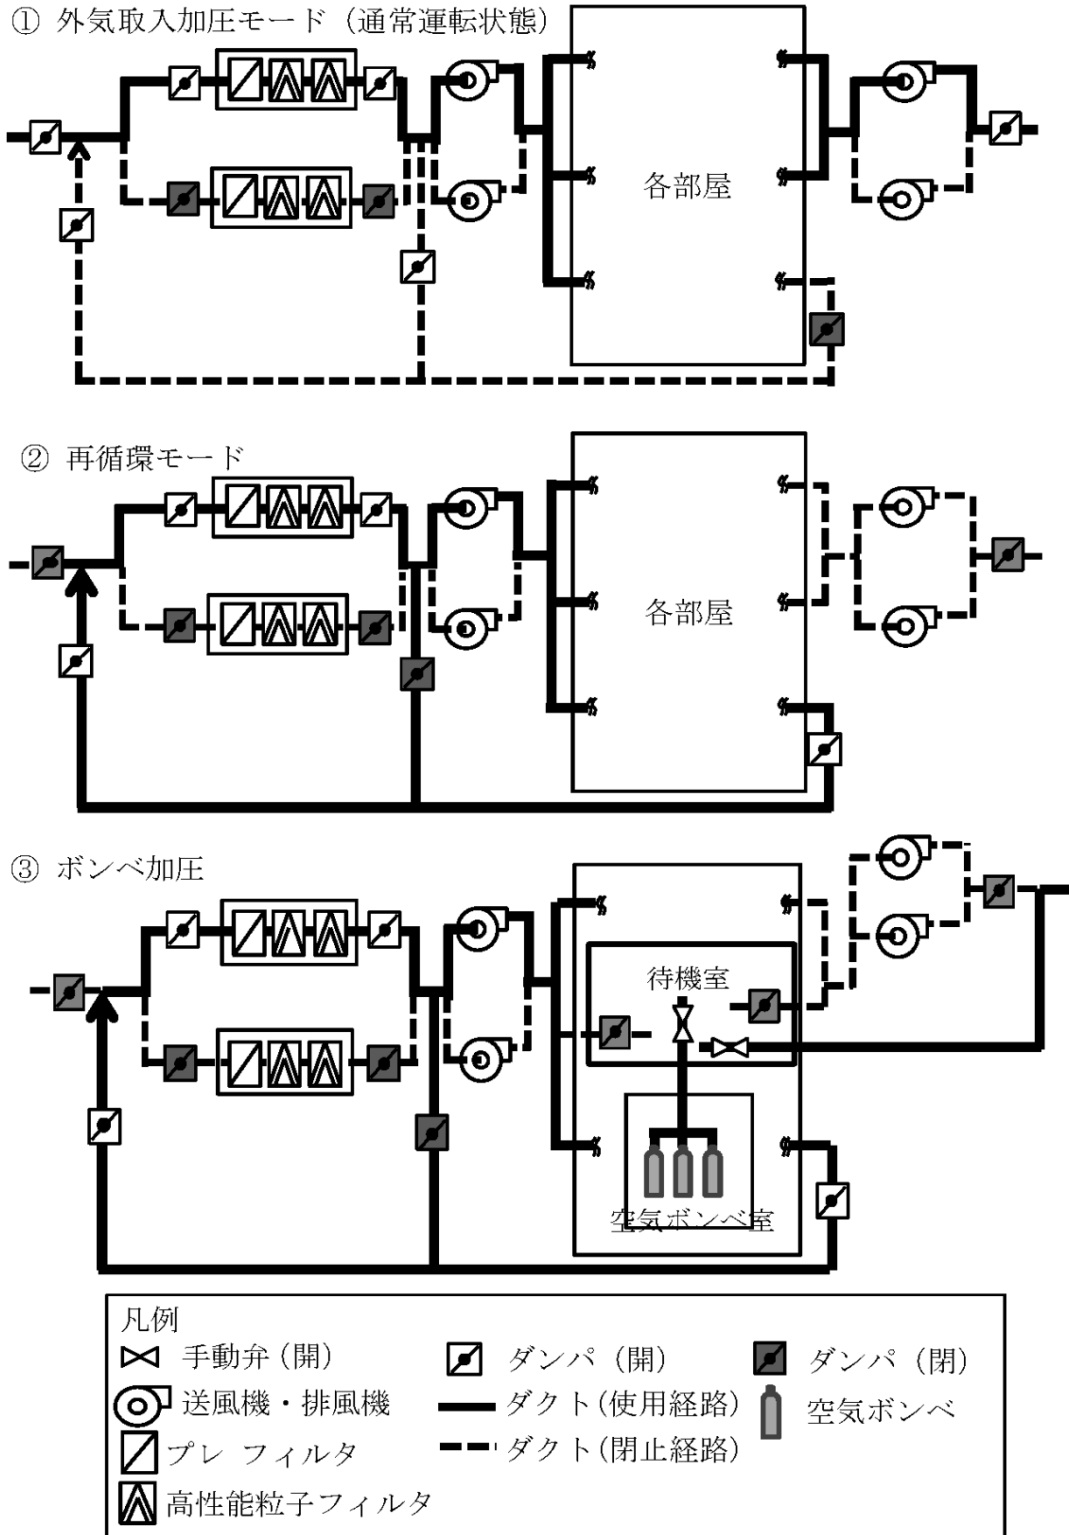 ① 外気取入加圧モード（通常運転状態）
各部屋
② 再循環モード
各部屋
③ ボンベ加圧
待機室
空気ボンベ室
凡例
手動弁（開） ダンパ（開） ダンパ（閉）
送風機・排風機 ダクト（使用経路） 空気ボンベ
プレ フィルタ ダクト（閉止経路）
高性能粒子フィルタ